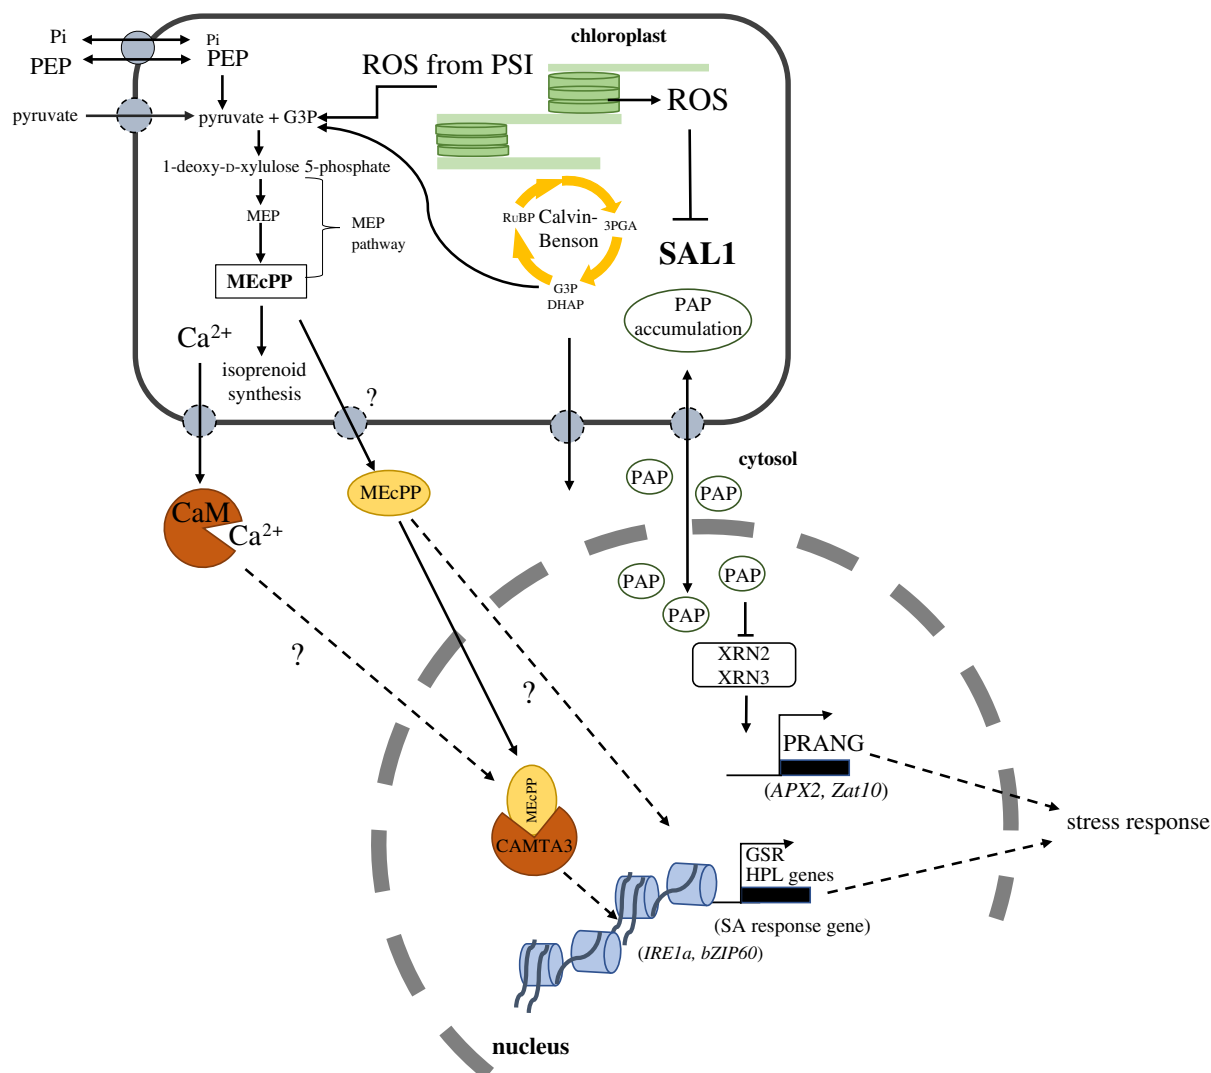 chloroplast
Pi
Pi
PEP
PEP
ROS from PSI
ROS
pyruvate
pyruvate + G3P
1-deoxy-D-xylulose 5-phosphate
MEP
MEP
pathway
MEcPP
RuBP
Calvin-
Benson
3PGA
G3P
DHAP
SAL1
PAP
accumulation
Ca2+
isoprenoid
synthesis
?
cytosol
MEcPP
CaM
Ca2+
PAP
PAP
PAP
PAP
PAP
XRN2
XRN3
?
?
PRANG
(APX2, Zat10)
MEcPP
CAMTA3
GSR
HPL genes
(SA response gene)
(IRE1a, bZIP60)
stress response
nucleus